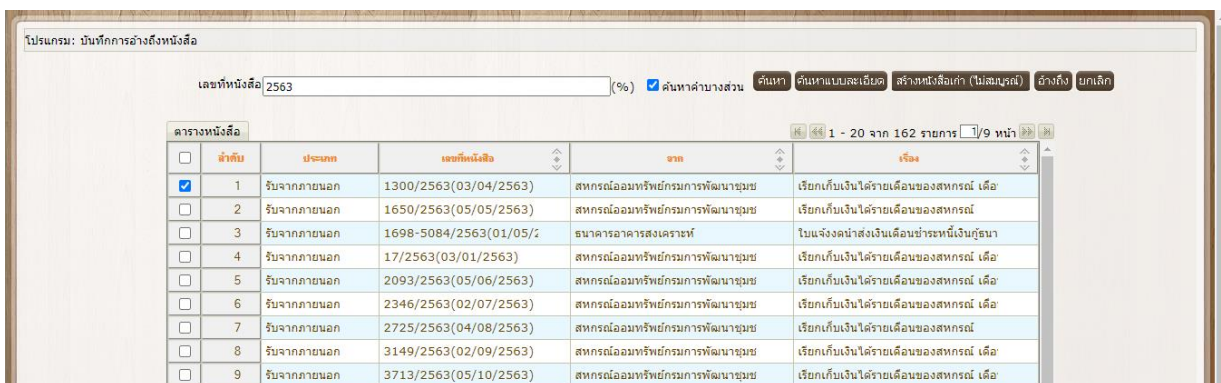 โปรแกรม: บันทึกการอ้างถึงหนังสือ
เลขที่หนังสือ 2563 (%) ค้นหาคำบางส่วน ค้นหา ค้นหาแบบละเอียด สร้างหนังสือเก่า (ไม่สมบูรณ์) อ้างถึง ยกเลิก
ตารางหนังสือ 1 - 20 จาก 162 รายการ 1/9 หน้า
ลำดับ ประเภท เลขที่หนังสือ จาก เรื่อง
1 รับจากภายนอก 1300/2563(03/04/2563) สหกรณ์ออมทรัพย์กรมการพัฒนาชุมช เรียกเก็บเงินได้รายเดือนของสหกรณ์ เดือ
2 รับจากภายนอก 1650/2563(05/05/2563) สหกรณ์ออมทรัพย์กรมการพัฒนาชุมช เรียกเก็บเงินได้รายเดือนของสหกรณ์
3 รับจากภายนอก 1698-5084/2563(01/05/2 ธนาคารอาคารสงเคราะห์ ใบแจ้งงดนำส่งเงินเดือนชำระหนี้เงินกู้ธนา
4 รับจากภายนอก 17/2563(03/01/2563) สหกรณ์ออมทรัพย์กรมการพัฒนาชุมช เรียกเก็บเงินได้รายเดือนของสหกรณ์ เดือ
5 รับจากภายนอก 2093/2563(05/06/2563) สหกรณ์ออมทรัพย์กรมการพัฒนาชุมช เรียกเก็บเงินได้รายเดือนของสหกรณ์ เดือ
6 รับจากภายนอก 2346/2563(02/07/2563) สหกรณ์ออมทรัพย์กรมการพัฒนาชุมช เรียกเก็บเงินได้รายเดือนของสหกรณ์ เดือ
7 รับจากภายนอก 2725/2563(04/08/2563) สหกรณ์ออมทรัพย์กรมการพัฒนาชุมช เรียกเก็บเงินได้รายเดือนของสหกรณ์
8 รับจากภายนอก 3149/2563(02/09/2563) สหกรณ์ออมทรัพย์กรมการพัฒนาชุมช เรียกเก็บเงินได้รายเดือนของสหกรณ์ เดือ
9 รับจากภายนอก 3713/2563(05/10/2563) สหกรณ์ออมทรัพย์กรมการพัฒนาชุมช เรียกเก็บเงินได้รายเดือนของสหกรณ์ เดือ